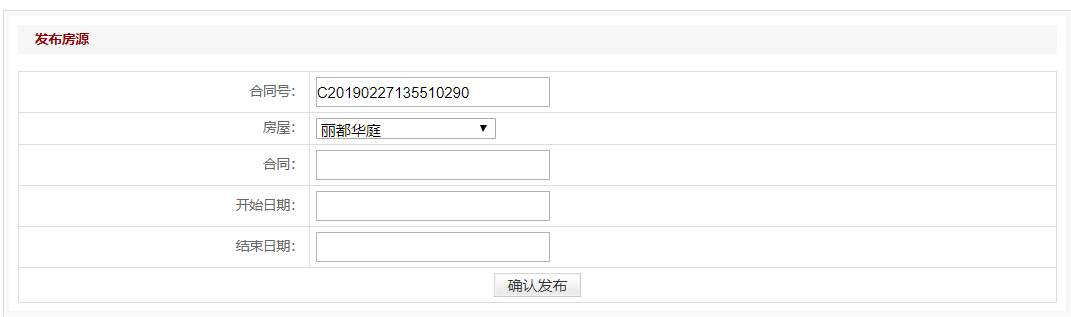 发布房源
合同号： C20190227135510290
房屋： 丽都华庭
合同：
开始日期：
结束日期：
确认发布